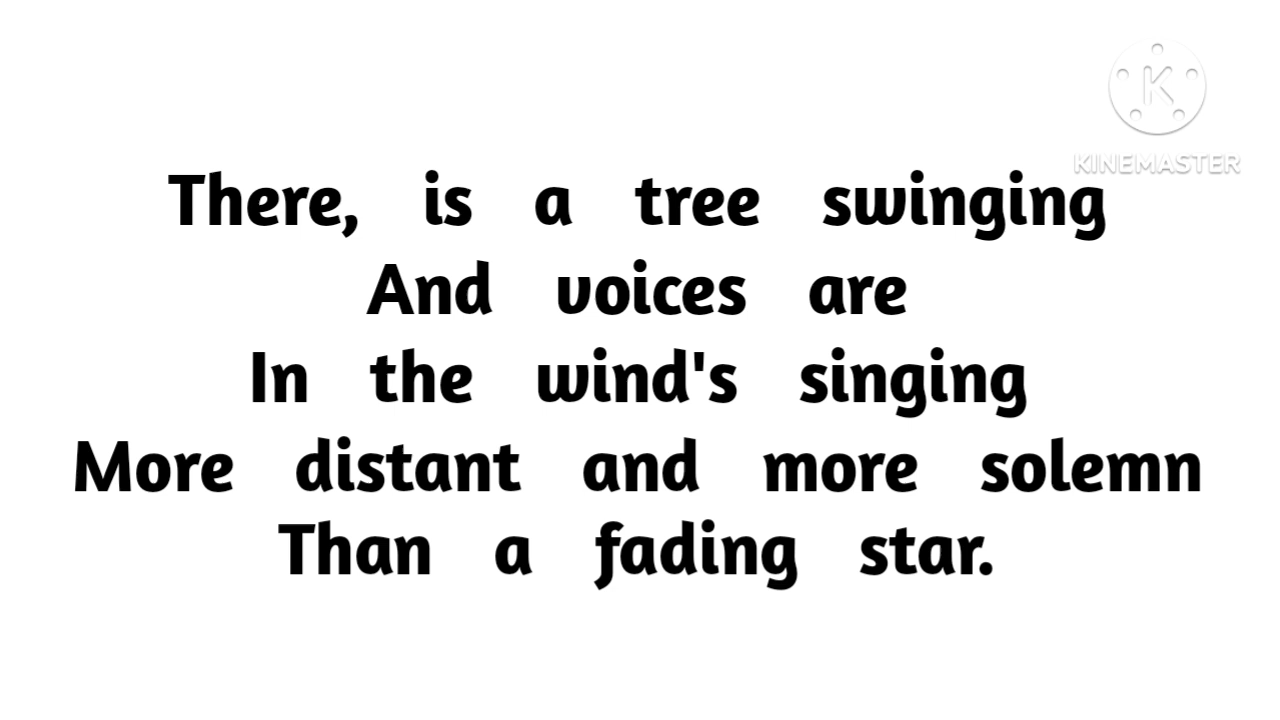 KINEMASTER
There, is a tree swinging
And voices are
In the wind's singing
More distant and more solemn
Than a fading star.